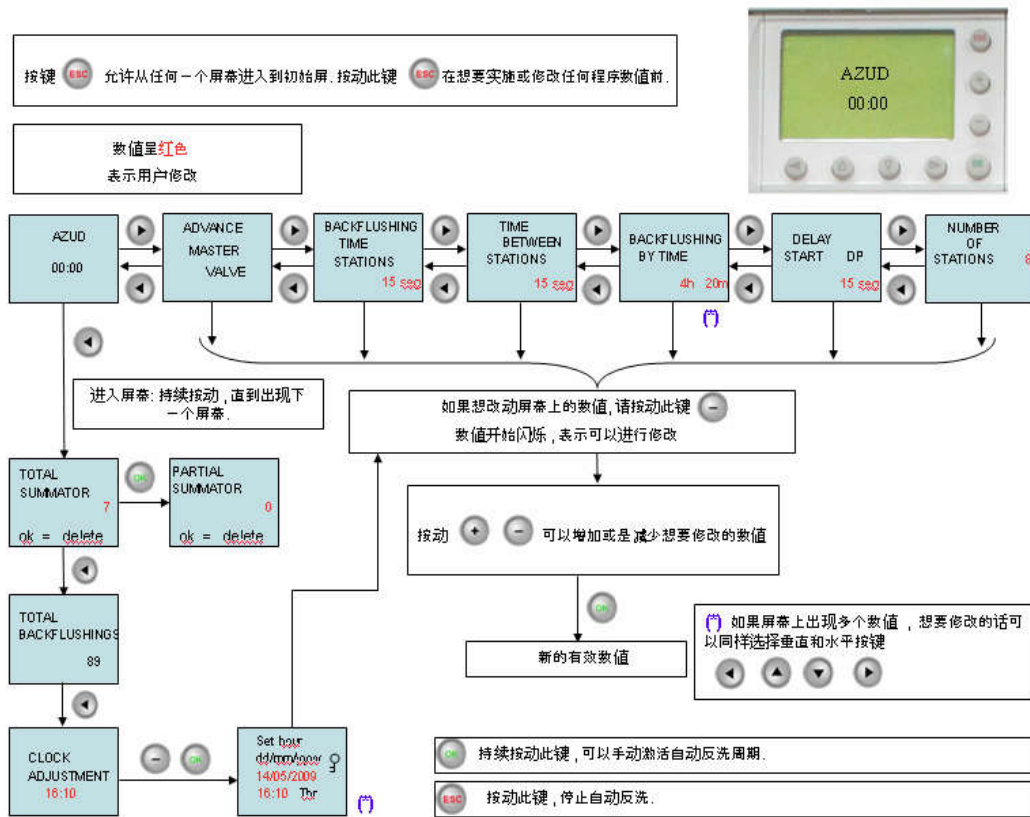 按键 ESC 允许从任何一个屏幕进入到初始屏.按动此键 ESC 在想要实施或修改任何程序数值前.
AZUD
00:00
ESC
+
−
OK
数值呈红色
表示用户修改
AZUD
00:00
ADVANCE
MASTER
VALVE
BACKFLUSHING
TIME
STATIONS
15 seg
TIME
BETWEEN
STATIONS
15 seg
BACKFLUSHING
BY TIME
4h 20m
(*)
DELAY
START DP
15 seg
NUMBER
OF
STATIONS 8
进入屏幕: 持续按动 , 直到出现下
一个屏幕.
如果想改动屏幕上的数值,请按动此键 −
数值开始闪烁 , 表示可以进行修改
TOTAL
SUMMATOR
7
ok = delete
OK
PARTIAL
SUMMATOR
0
ok = delete
按动 + − 可以增加或是减少想要修改的数值
OK
TOTAL
BACKFLUSHINGS
89
新的有效数值
(*) 如果屏幕上出现多个数值 , 想要修改的话可
以同样选择垂直和水平按键
CLOCK
ADJUSTMENT
16:10
− OK
Set hour
dd/mm/yyyy
14/05/2009
16:10 Thr
(*)
OK 持续按动此键 , 可以手动激活自动反洗周期.
ESC 按动此键 , 停止自动反洗.